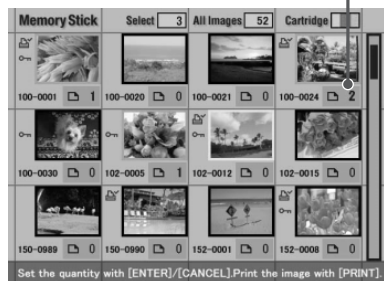 Memory Stick Select 3 All Images 52 Cartridge
100-0001 1 100-0020 0 100-0021 0 100-0024 2
100-0030 0 102-0005 1 102-0012 0 102-0015 0
150-0989 0 150-0990 0 152-0001 0 152-0008 0
Set the quantity with [ENTER]/[CANCEL].Print the image with [PRINT].